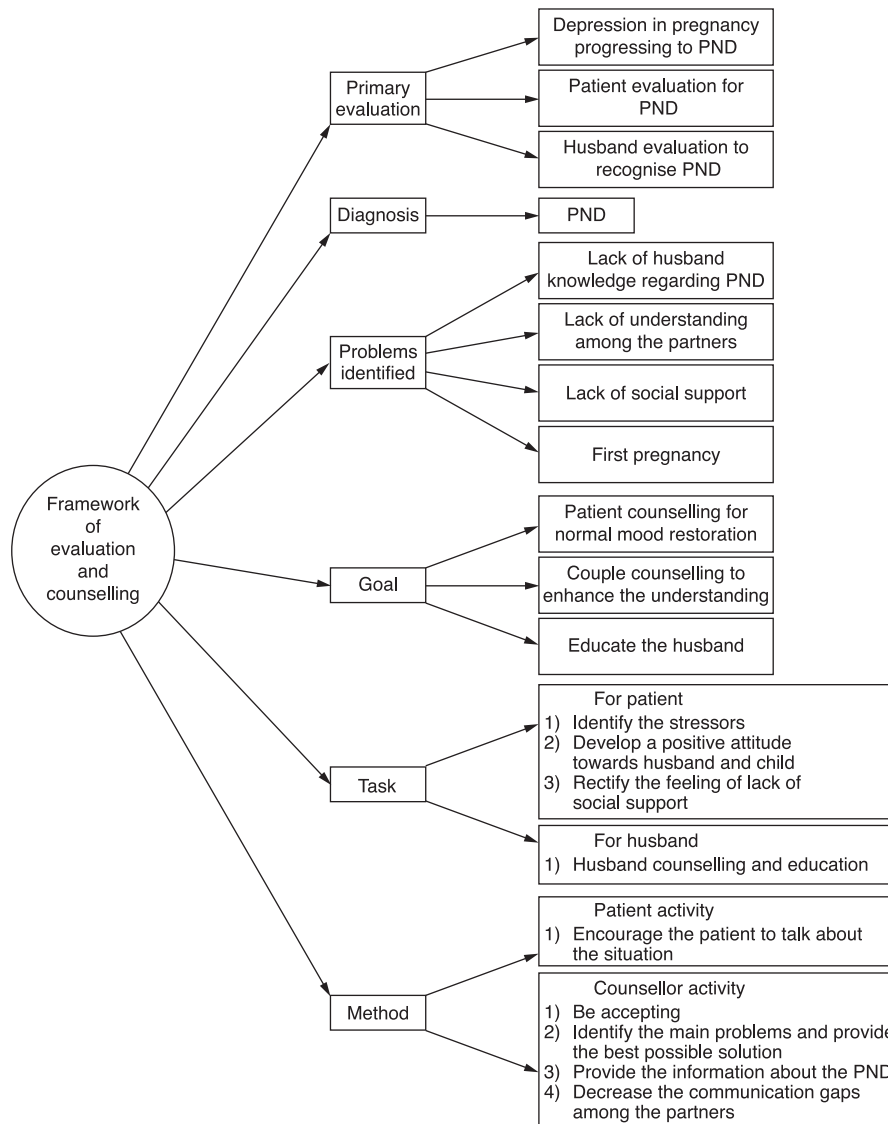 Framework
of
evaluation
and
counselling
Primary
evaluation
Depression in pregnancy
progressing to PND
Patient evaluation for
PND
Husband evaluation to
recognise PND
Diagnosis
PND
Problems
identified
Lack of husband
knowledge regarding PND
Lack of understanding
among the partners
Lack of social support
First pregnancy
Goal
Patient counselling for
normal mood restoration
Couple counselling to
enhance the understanding
Educate the husband
Task
For patient
1) Identify the stressors
2) Develop a positive attitude
towards husband and child
3) Rectify the feeling of lack of
social support
For husband
1) Husband counselling and education
Method
Patient activity
1) Encourage the patient to talk about
the situation
Counsellor activity
1) Be accepting
2) Identify the main problems and provide
the best possible solution
3) Provide the information about the PND
4) Decrease the communication gaps
among the partners